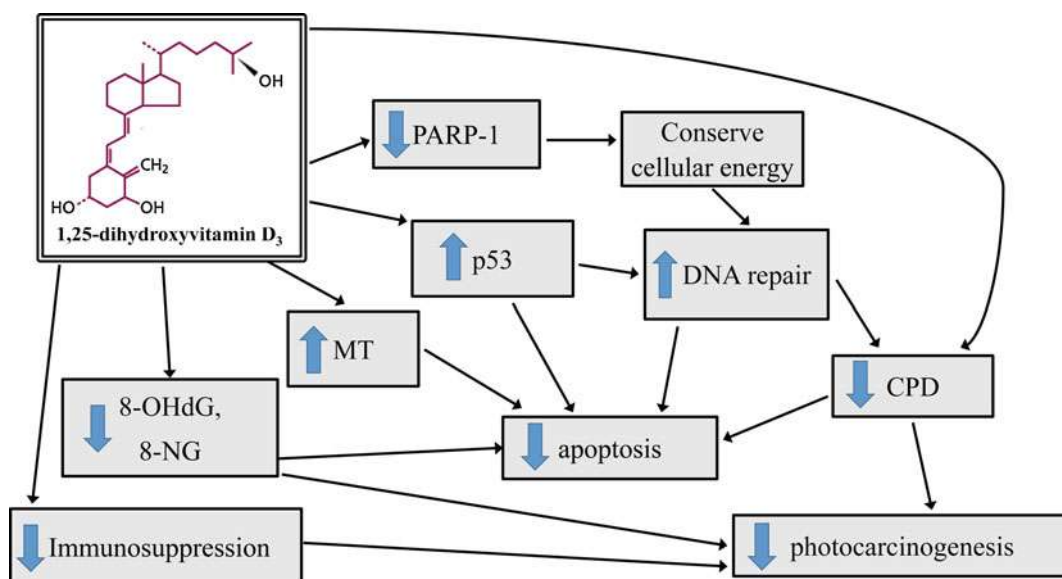 OH
CH₂
HO
OH
1,25-dihydroxyvitamin D₃
PARP-1
Conserve
cellular energy
p53
DNA repair
MT
CPD
8-OHdG,
8-NG
apoptosis
Immunosuppression
photocarcinogenesis